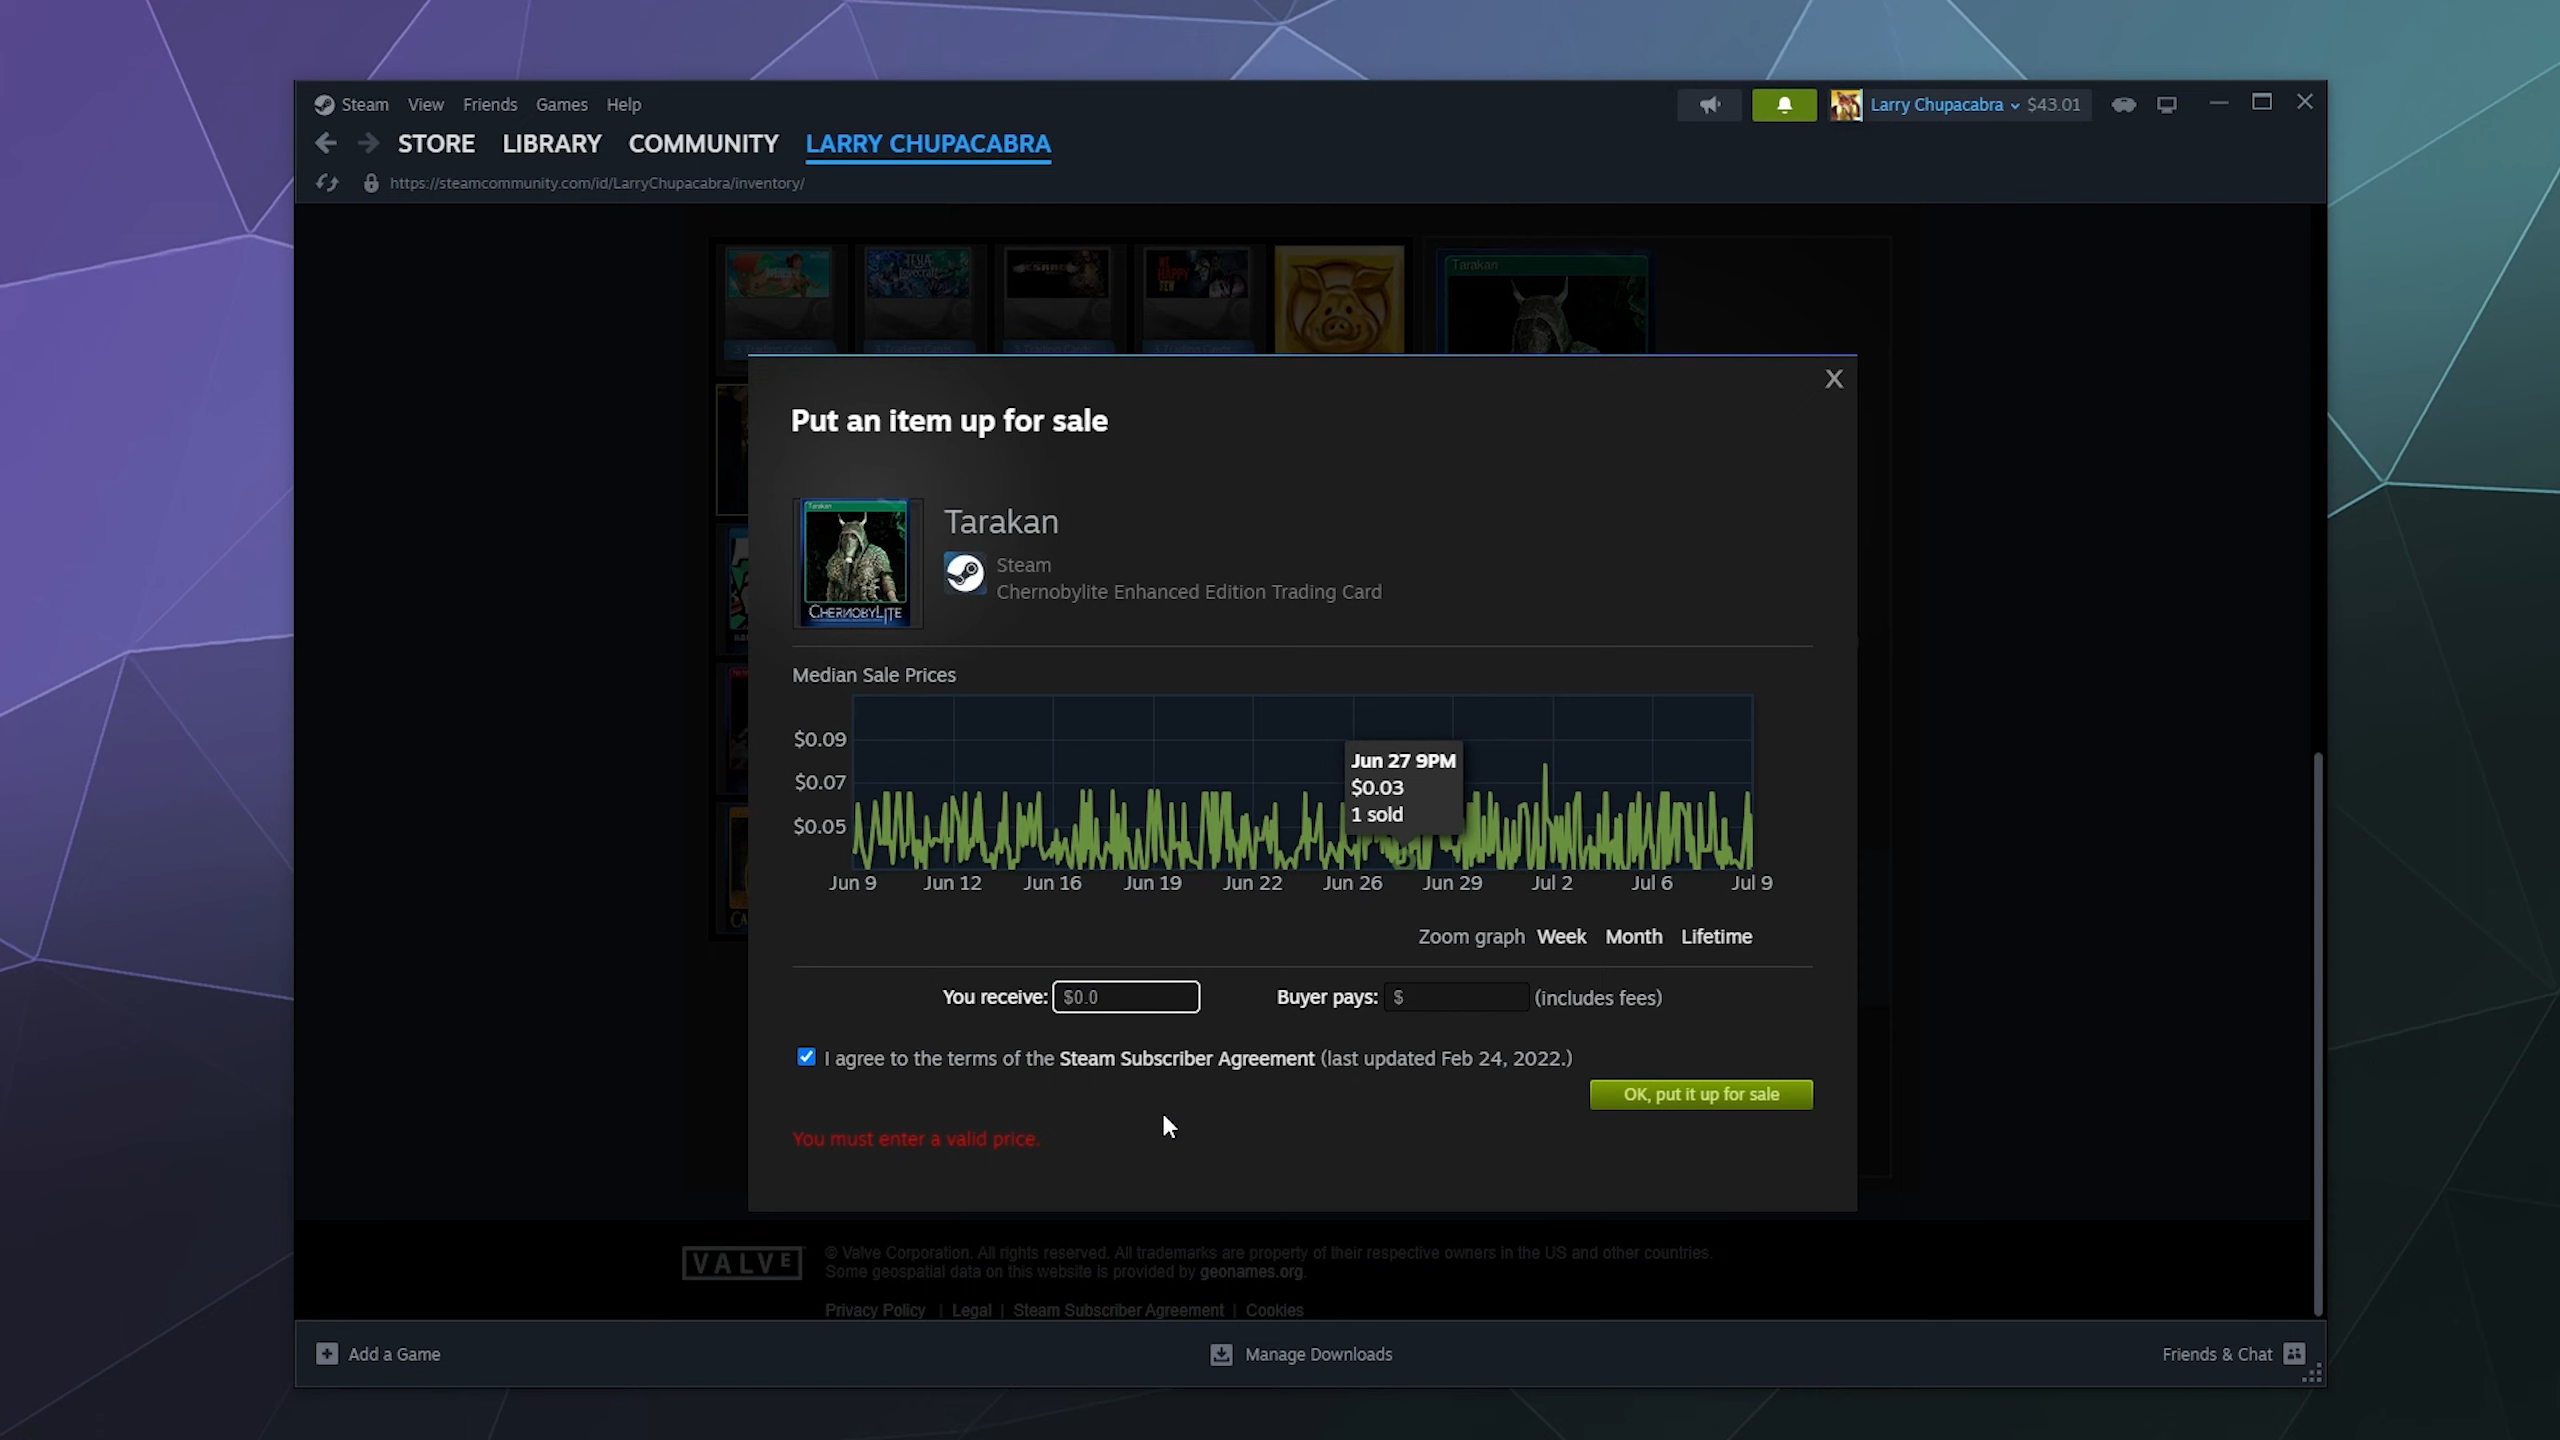 Steam View Friends Games Help
Larry Chupacabra $43.01
STORE LIBRARY COMMUNITY LARRY CHUPACABRA
https://steamcommunity.com/id/LarryChupacabra/inventory/
Tarakan
Put an item up for sale
X
Tarakan
CHERNOBYLITE
Tarakan
Steam
Chernobylite Enhanced Edition Trading Card
Median Sale Prices
$0.09
$0.07
$0.05
Jun 27 9PM
$0.03
1 sold
Jun 9 Jun 12 Jun 16 Jun 19 Jun 22 Jun 26 Jun 29 Jul 2 Jul 6 Jul 9
Zoom graph Week Month Lifetime
You receive: $0.0 Buyer pays: $ (includes fees)
I agree to the terms of the Steam Subscriber Agreement (last updated Feb 24, 2022.)
OK, put it up for sale
You must enter a valid price.
VALVE
© Valve Corporation. All rights reserved. All trademarks are property of their respective owners in the US and other countries.
Some geospatial data on this website is provided by geonames.org.
Privacy Policy | Legal | Steam Subscriber Agreement | Cookies
Add a Game Manage Downloads Friends & Chat